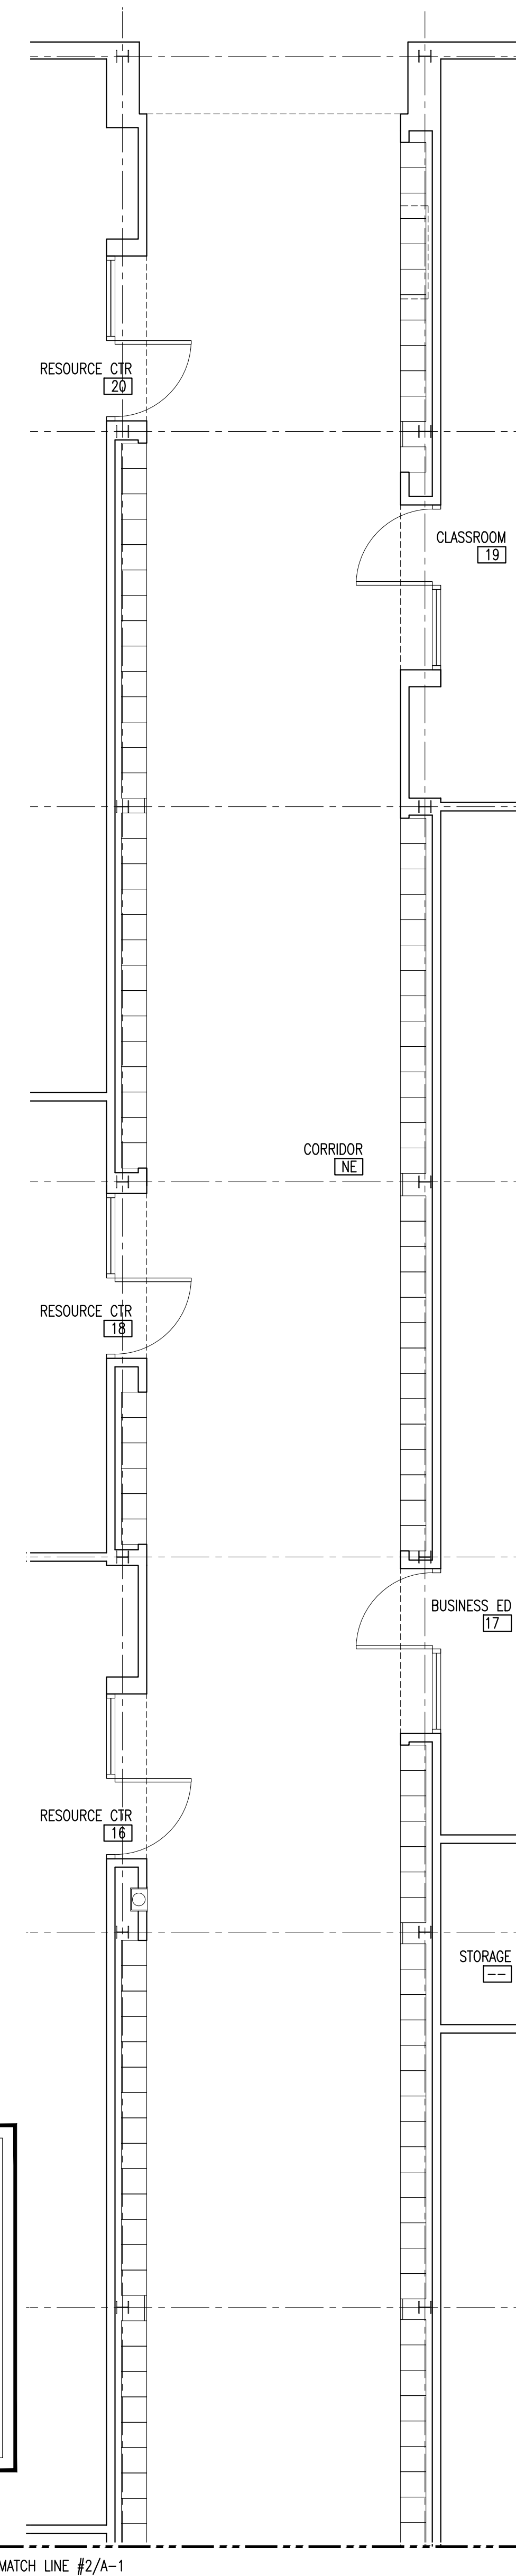 RESOURCE CTR
20
CLASSROOM
19
CORRIDOR
NE
RESOURCE CTR
18
BUSINESS ED
17
RESOURCE CTR
16
STORAGE
--
MATCH LINE #2/A-1